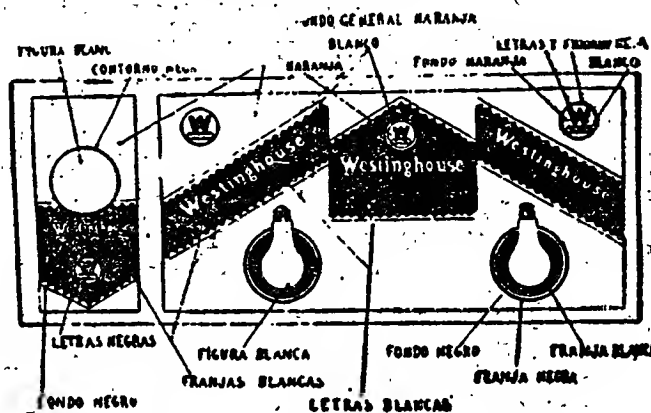 FONDO GENERAL NARANJA
FIGURA
CONTORNO
NARANJA
BLANCO
FONDO NARANJA
LETRAS Y
BLANCO
W
Westinghouse
W
Westinghouse
W
Westinghouse
LETRAS NEGRAS
FONDO NEGRO
FRANJAS BLANCAS
FIGURA BLANCA
LETRAS BLANCAS
FONDO NEGRO
FRANJA NEGRA
FRANJA BLANCA